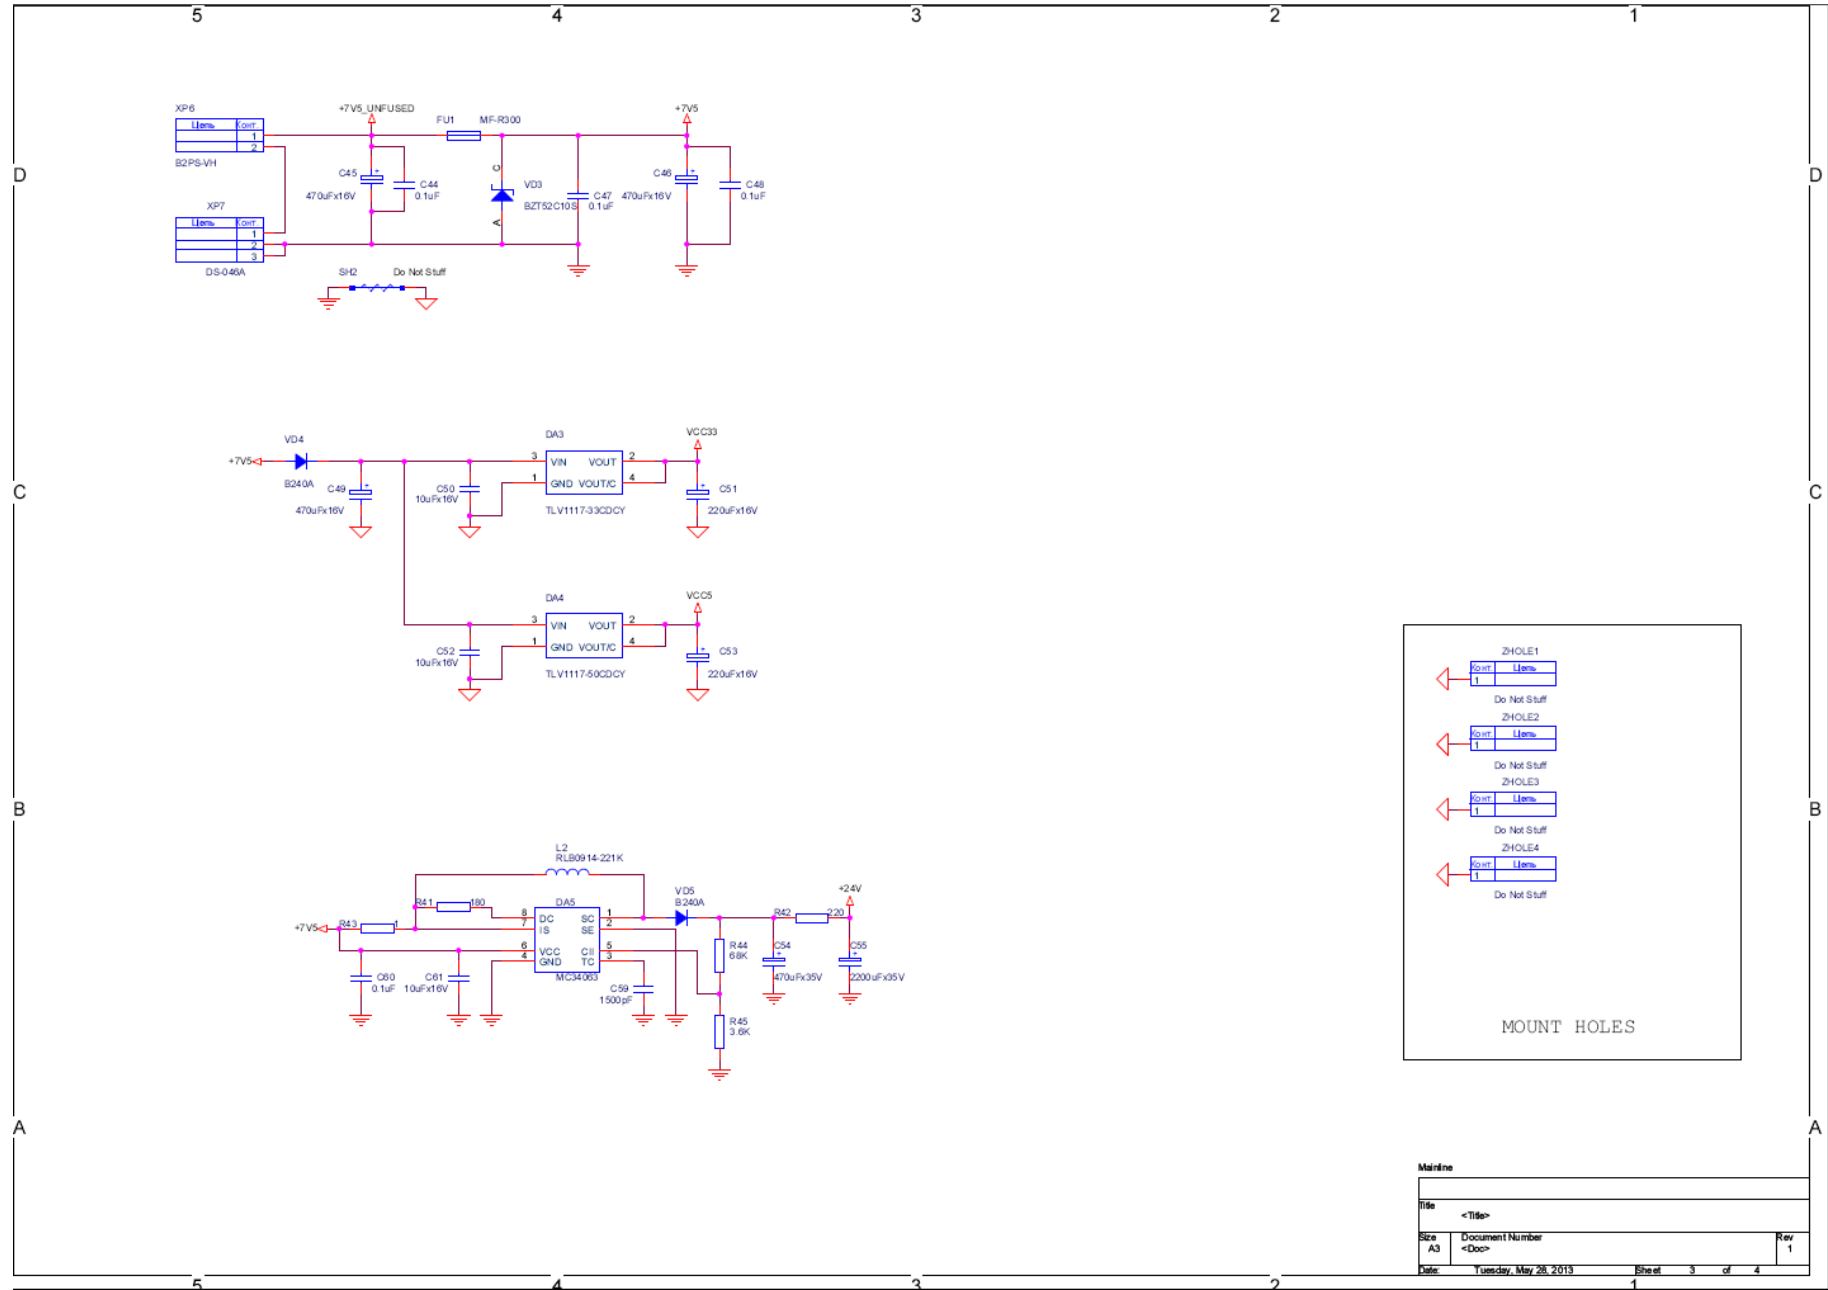 5 4 3 2 1
D
D
XP6
Цепь Конт.
1
2
B2PS-VH
XP7
Цепь Конт.
1
2
3
DS-046A
+7V5_UNFUSED
FU1 MF-R300
+7V5
C45
470uFx16V
C44
0.1uF
C
VD3
BZT52C10S
A
C47
0.1uF
C46
470uFx16V
C48
0.1uF
SH2 Do Not Stuff
C
C
+7V5
VD4
B240A
C49
470uFx16V
C50
10uFx16V
DA3
3 VIN VOUT 2
1 GND VOUT/C 4
TLV1117-33CDCY
VCC33
C51
220uFx16V
DA4
3 VIN VOUT 2
1 GND VOUT/C 4
TLV1117-50CDCY
C52
10uFx16V
VCC5
C53
220uFx16V
B
B
L2
RLB0914-221K
R41 180
+7V5
R43 1
DA5
8 DC SC 1
7 IS SE 2
6 VCC CII 5
4 GND TC 3
MC34063
C60
0.1uF
C61
10uFx16V
C59
1500pF
VD5
B240A
R44
68K
R45
3.6K
C54
470uFx35V
R42 220
+24V
C55
2200uFx35V
ZHOLE1
Конт. Цепь
1
Do Not Stuff
ZHOLE2
Конт. Цепь
1
Do Not Stuff
ZHOLE3
Конт. Цепь
1
Do Not Stuff
ZHOLE4
Конт. Цепь
1
Do Not Stuff
MOUNT HOLES
A
A
Mainline
Title
<Title>
Size Document Number Rev
A3 <Doc> 1
Date: Tuesday, May 28, 2013 Sheet 3 of 4
5 4 3 2 1